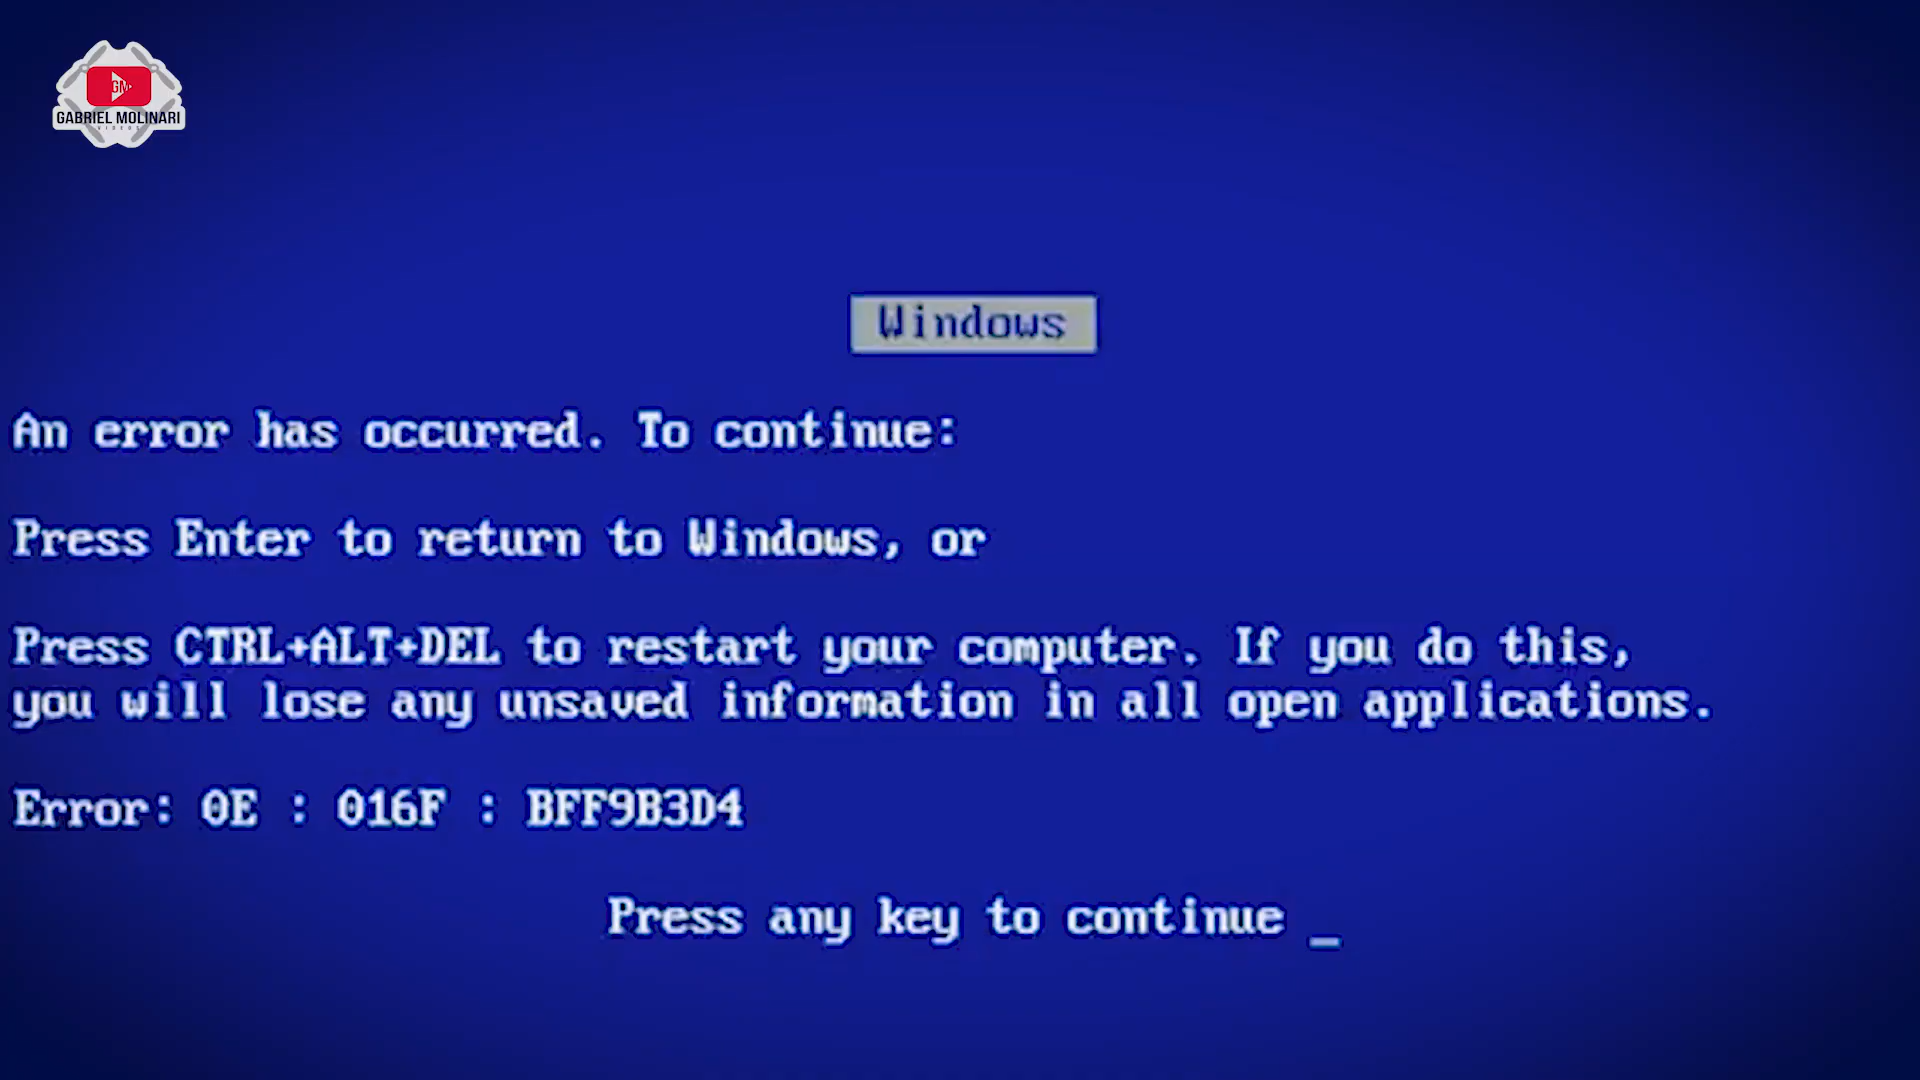 GM
GABRIEL MOLINARI
VIDEOS
Windows
An error has occurred. To continue:
Press Enter to return to Windows, or
Press CTRL+ALT+DEL to restart your computer. If you do this,
you will lose any unsaved information in all open applications.
Error: 0E : 016F : BFF9B3D4
Press any key to continue _